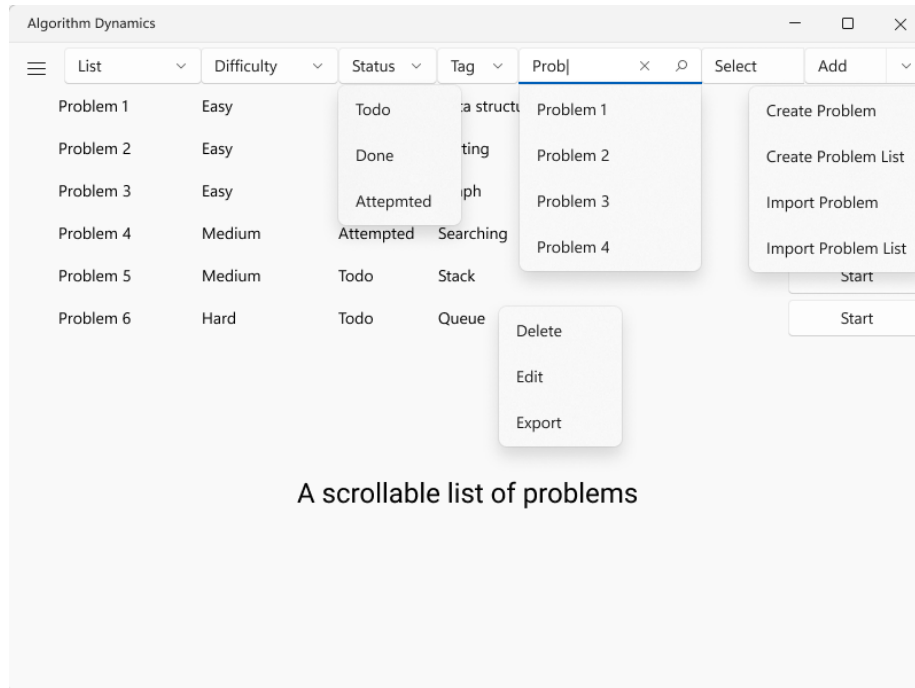 Algorithm Dynamics
List Difficulty Status Tag Prob Select Add
Problem 1 Easy
Problem 2 Easy
Problem 3 Easy
Problem 4 Medium Attempted Searching
Problem 5 Medium Todo Stack Start
Problem 6 Hard Todo Queue Start
Todo
Done
Attepmted
Problem 1
Problem 2
Problem 3
Problem 4
Create Problem
Create Problem List
Import Problem
Import Problem List
Delete
Edit
Export
A scrollable list of problems